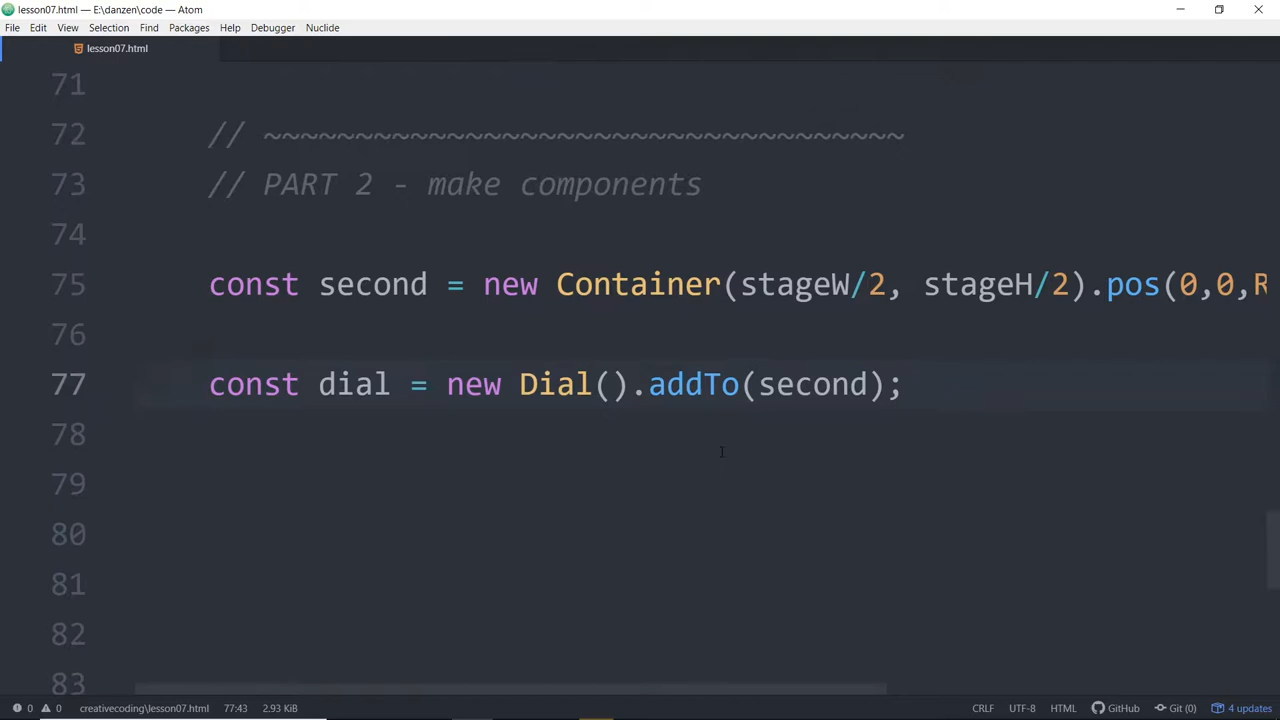 lesson07.html — E:\danzen\code — Atom
File Edit View Selection Find Packages Help Debugger Nuclide
lesson07.html
71
72 // ~~~~~~~~~~~~~~~~~~~~~~~~~~~~~~~~~~~
73 // PART 2 - make components
74
75 const second = new Container(stageW/2, stageH/2).pos(0,0,R
76
77 const dial = new Dial().addTo(second);
78
79
80
81
82
83
0 0 creativecoding\lesson07.html 77:43 2.93 KiB CRLF UTF-8 HTML GitHub Git (0) 4 updates